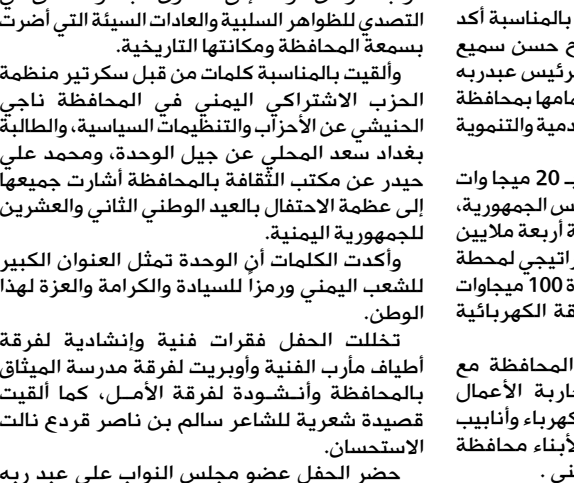 بالمناسبة أكد
ح حسن سميع
لرئيس عبدربه
مامها بمحافظة
دمية والتنموية
بـ 20 ميجا وات
س الجمهورية،
ة أربعة ملايين
راتيجي لمحطة
ة 100 ميجاوات
قة الكهربائية
المحافظة مع
حاربة الأعمال
كهرباء وأنابيب
لأبناء محافظة
ني .
التصدي للظواهر السلبية والعادات السيئة التي أضرت
بسمعة المحافظة ومكانتها التاريخية.
وألقيت بالمناسبة كلمات من قبل سكرتير منظمة
الحزب الاشتراكي اليمني في المحافظة ناجي
الحنيشي عن الأحزاب والتنظيمات السياسية، والطالبة
بغداد سعد المحلي عن جيل الوحدة، ومحمد علي
حيدر عن مكتب الثقافة بالمحافظة أشارت جميعها
إلى عظمة الاحتفال بالعيد الوطني الثاني والعشرين
للجمهورية اليمنية.
وأكدت الكلمات أن الوحدة تمثل العنوان الكبير
للشعب اليمني ورمزاً للسيادة والكرامة والعزة لهذا
الوطن.
تخللت الحفل فقرات فنية وإنشادية لفرقة
أطياف مأرب الفنية وأوبريت لفرقة مدرسة الميثاق
بالمحافظة وأنـشـودة لفرقة الأمــل، كما ألقيت
قصيدة شعرية للشاعر سالم بن ناصر قردع نالت
الاستحسان.
حضر الحفل عضو مجلس النواب علي عبد ربه